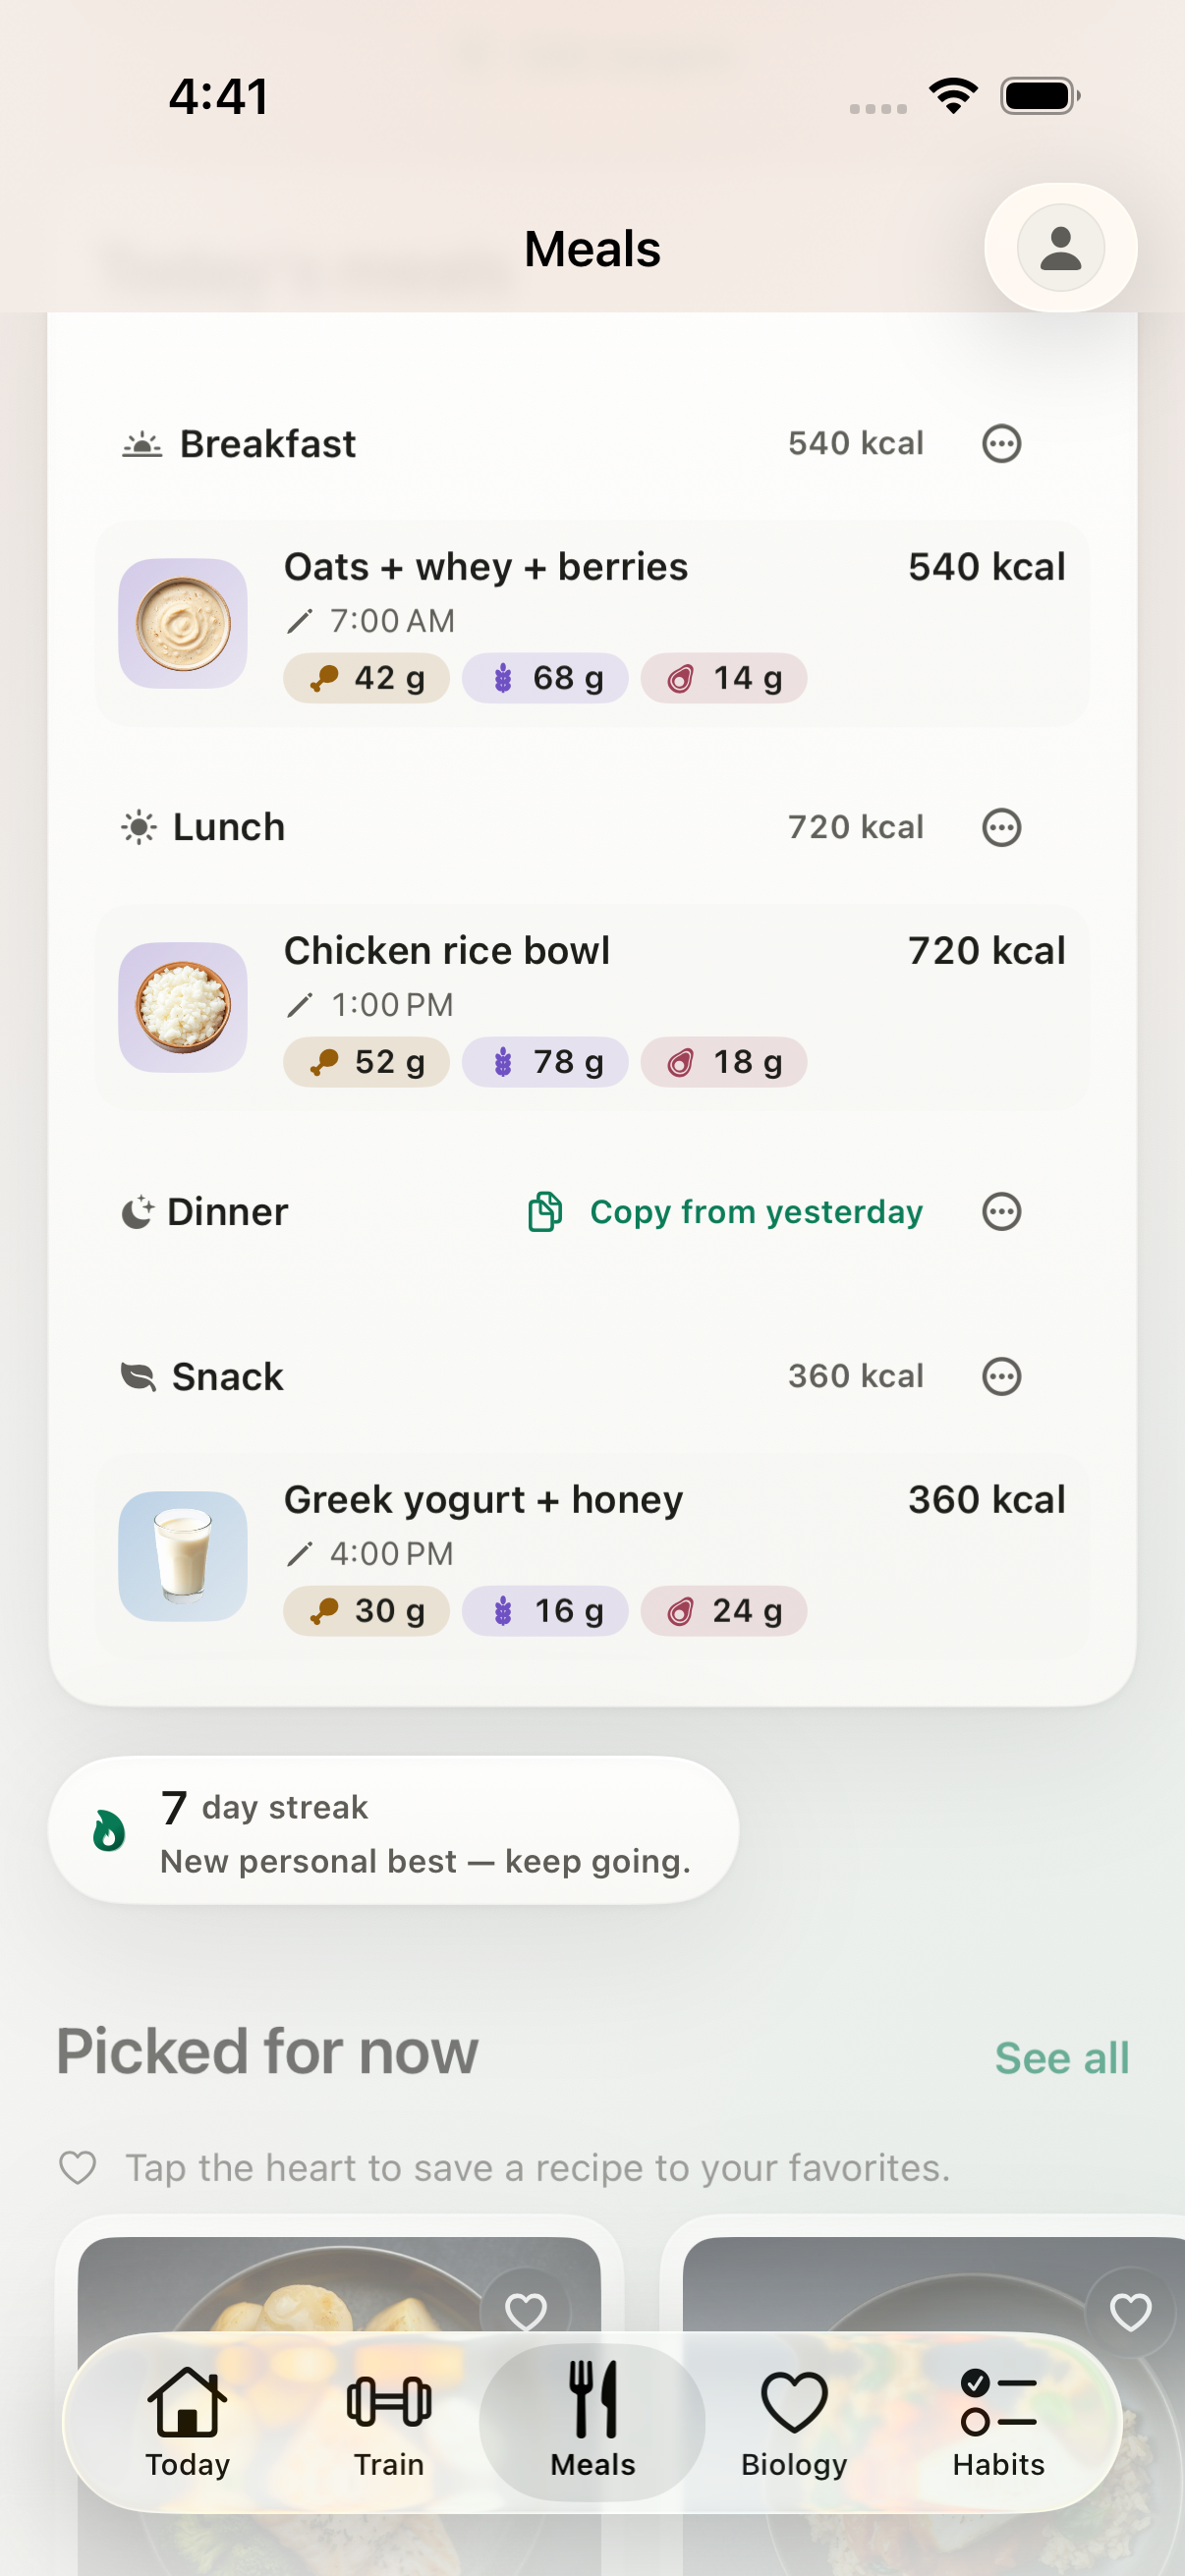 4:41
Meals
Breakfast 540 kcal
Oats + whey + berries 540 kcal
7:00 AM
42 g 68 g 14 g
Lunch 720 kcal
Chicken rice bowl 720 kcal
1:00 PM
52 g 78 g 18 g
Dinner Copy from yesterday
Snack 360 kcal
Greek yogurt + honey 360 kcal
4:00 PM
30 g 16 g 24 g
7 day streak
New personal best — keep going.
Picked for now See all
Tap the heart to save a recipe to your favorites.
Today Train Meals Biology Habits